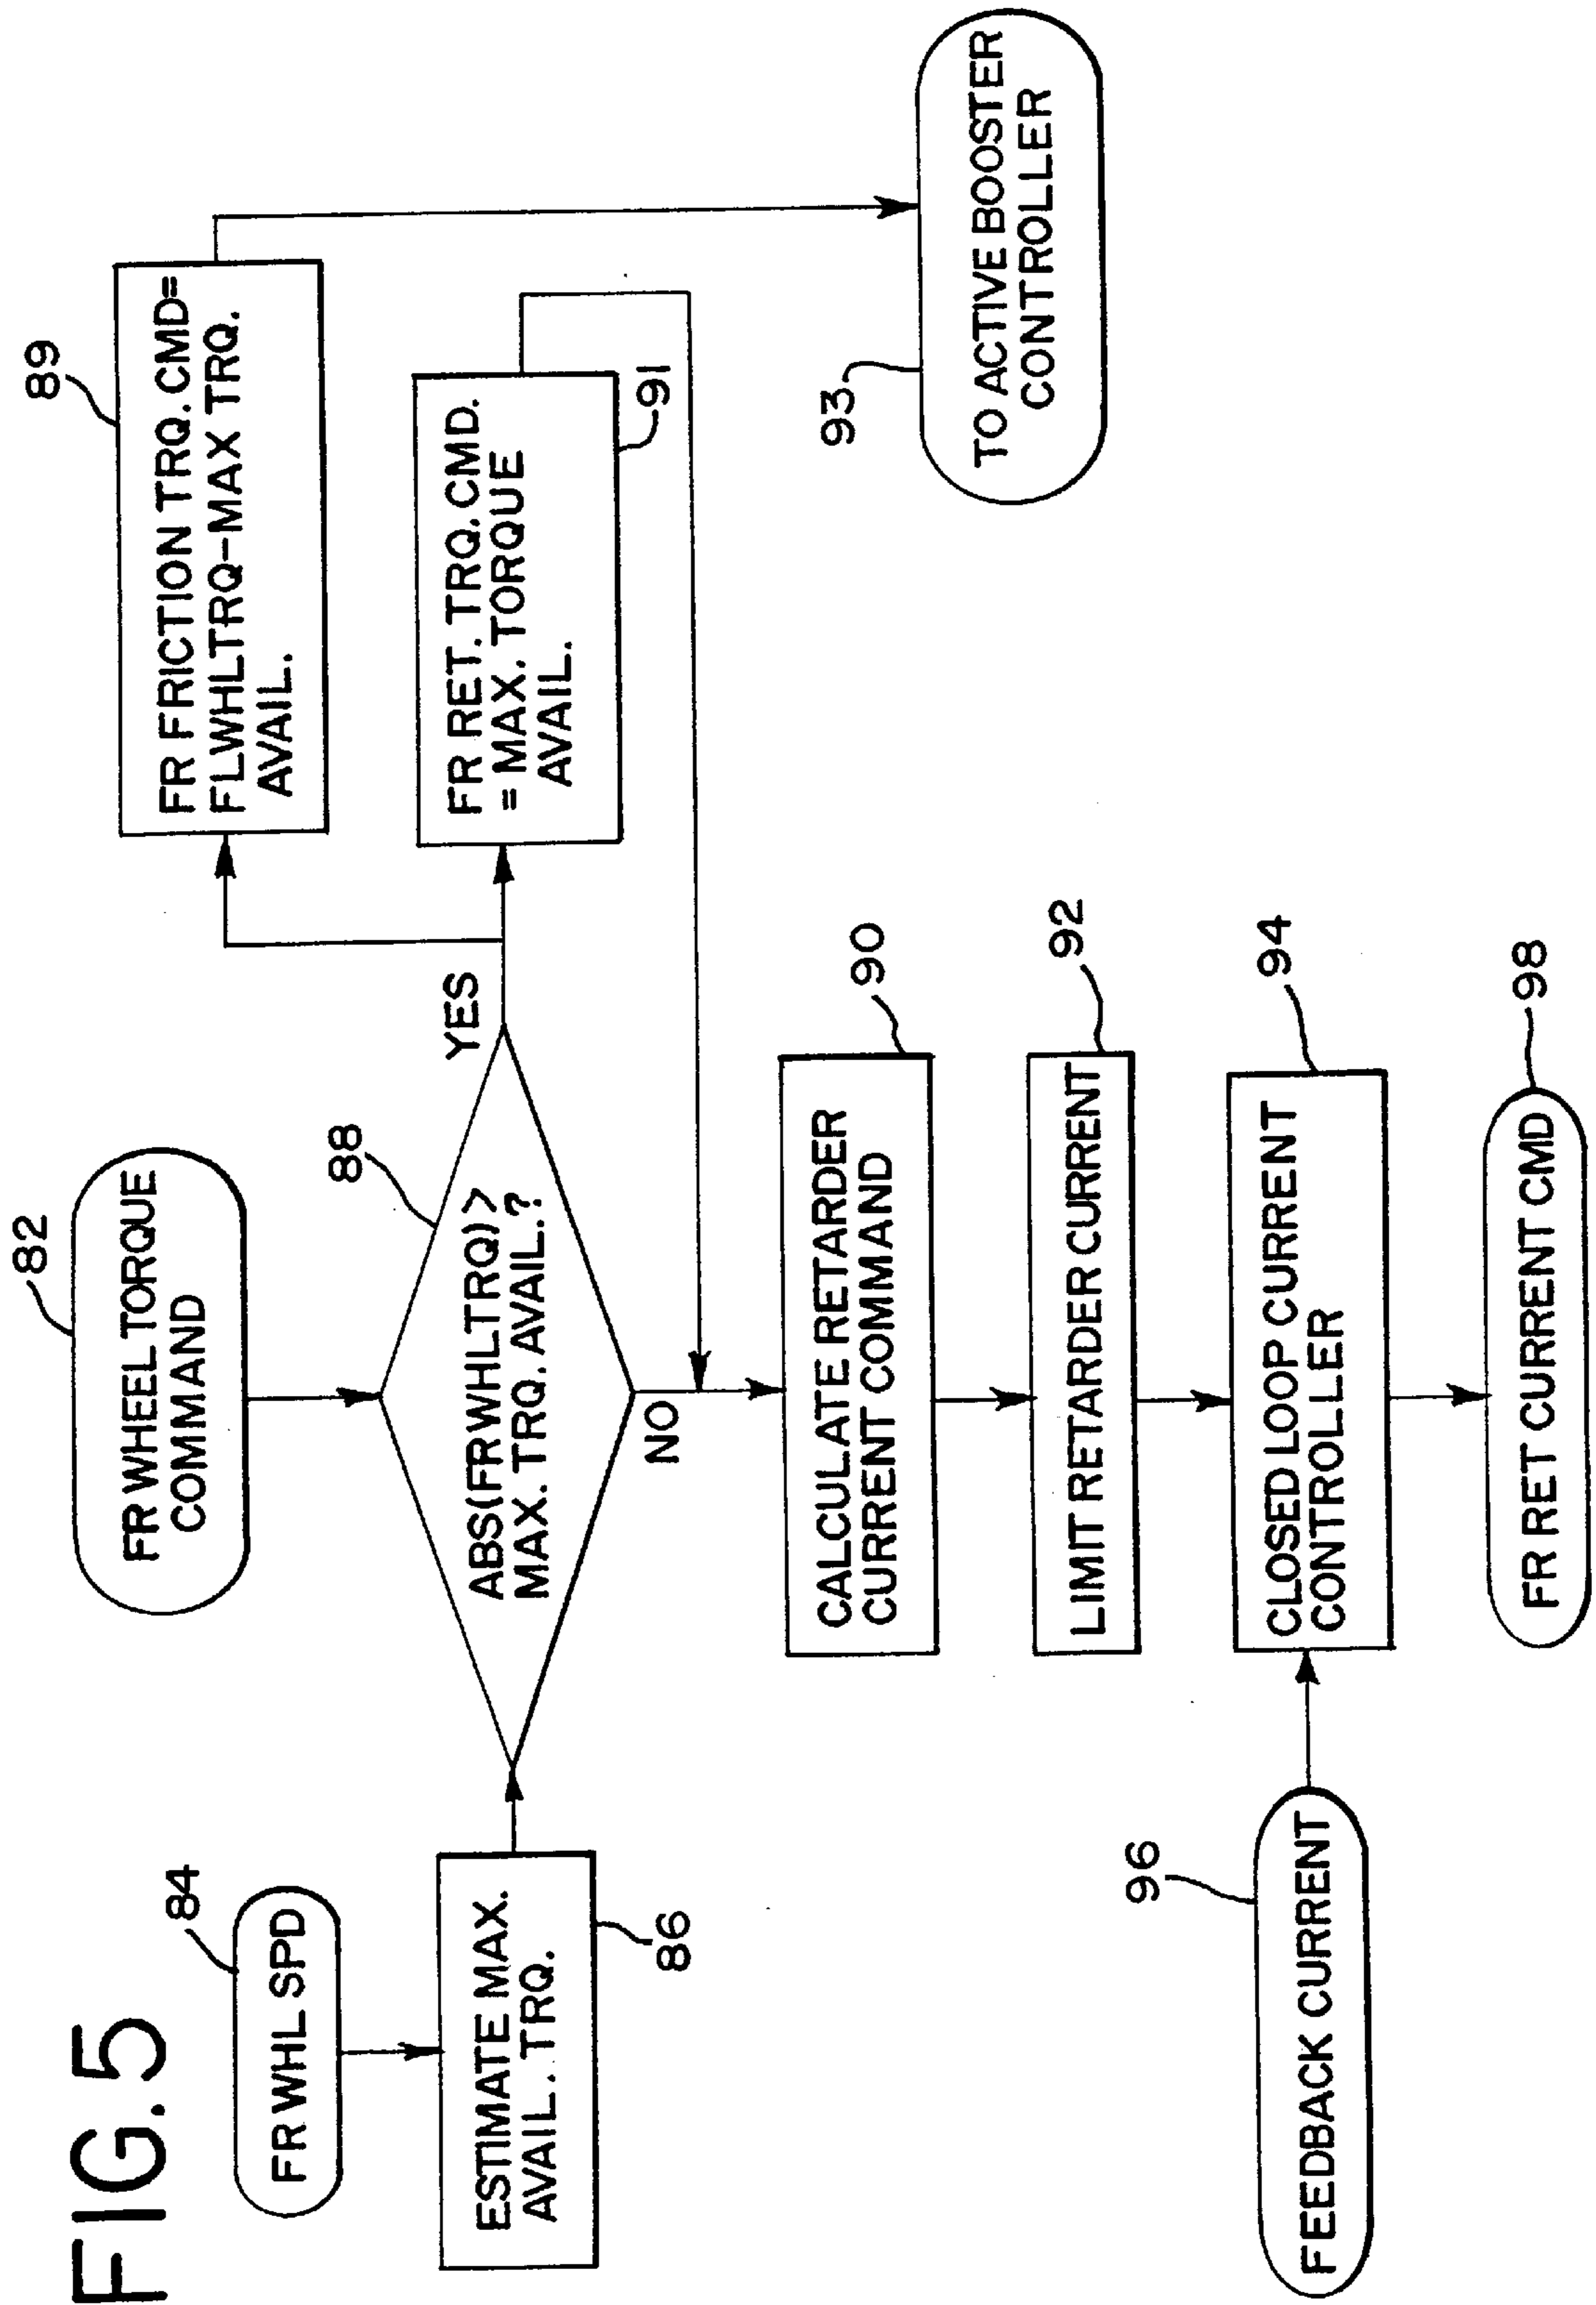 FIG. 5
82
FR WHEEL TORQUE
COMMAND
84
FR WHL SPD
ESTIMATE MAX.
AVAIL.. TRQ.
86
88
ABS(FRWHLTRQ)>
MAX. TRQ. AVAIL.?
YES
NO
89
FR FRICTION TRQ. CMD=
FLWHLTRQ-MAX TRQ.
AVAIL.
FR RET. TRQ. CMD.
= MAX. TORQUE
AVAIL.
91
93
TO ACTIVE BOOSTER
CONTROLLER
90
CALCULATE RETARDER
CURRENT COMMAND
92
LIMIT RETARDER CURRENT
94
CLOSED LOOP CURRENT
CONTROLLER
96
FEEDBACK CURRENT
98
FR RET CURRENT CMD